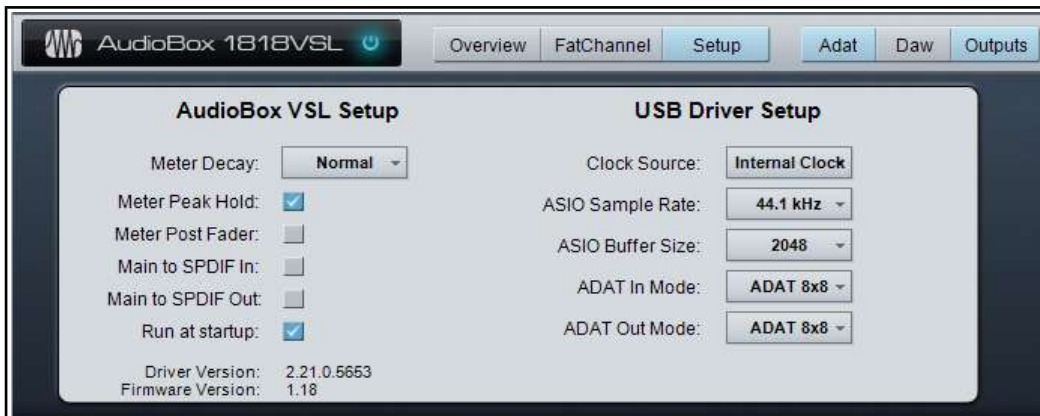 AudioBox 1818VSL
Overview FatChannel Setup Adat Daw Outputs
AudioBox VSL Setup
Meter Decay: Normal
Meter Peak Hold:
Meter Post Fader:
Main to SPDIF In:
Main to SPDIF Out:
Run at startup:
Driver Version: 2.21.0.5653
Firmware Version: 1.18
USB Driver Setup
Clock Source: Internal Clock
ASIO Sample Rate: 44.1 kHz
ASIO Buffer Size: 2048
ADAT In Mode: ADAT 8x8
ADAT Out Mode: ADAT 8x8